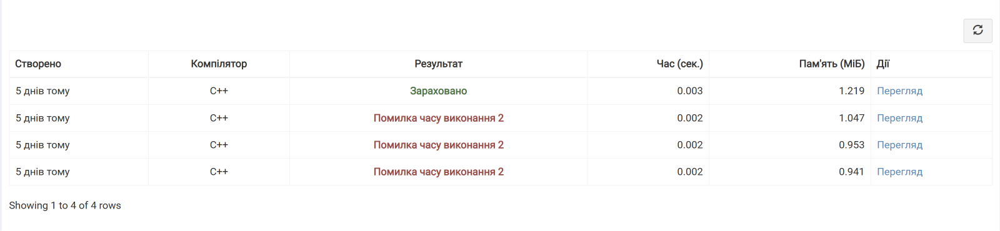 Створено Компілятор Результат Час (сек.) Пам'ять (МіБ) Дії
5 днів тому C++ Зараховано 0.003 1.219 Перегляд
5 днів тому C++ Помилка часу виконання 2 0.002 1.047 Перегляд
5 днів тому C++ Помилка часу виконання 2 0.002 0.953 Перегляд
5 днів тому C++ Помилка часу виконання 2 0.002 0.941 Перегляд
Showing 1 to 4 of 4 rows